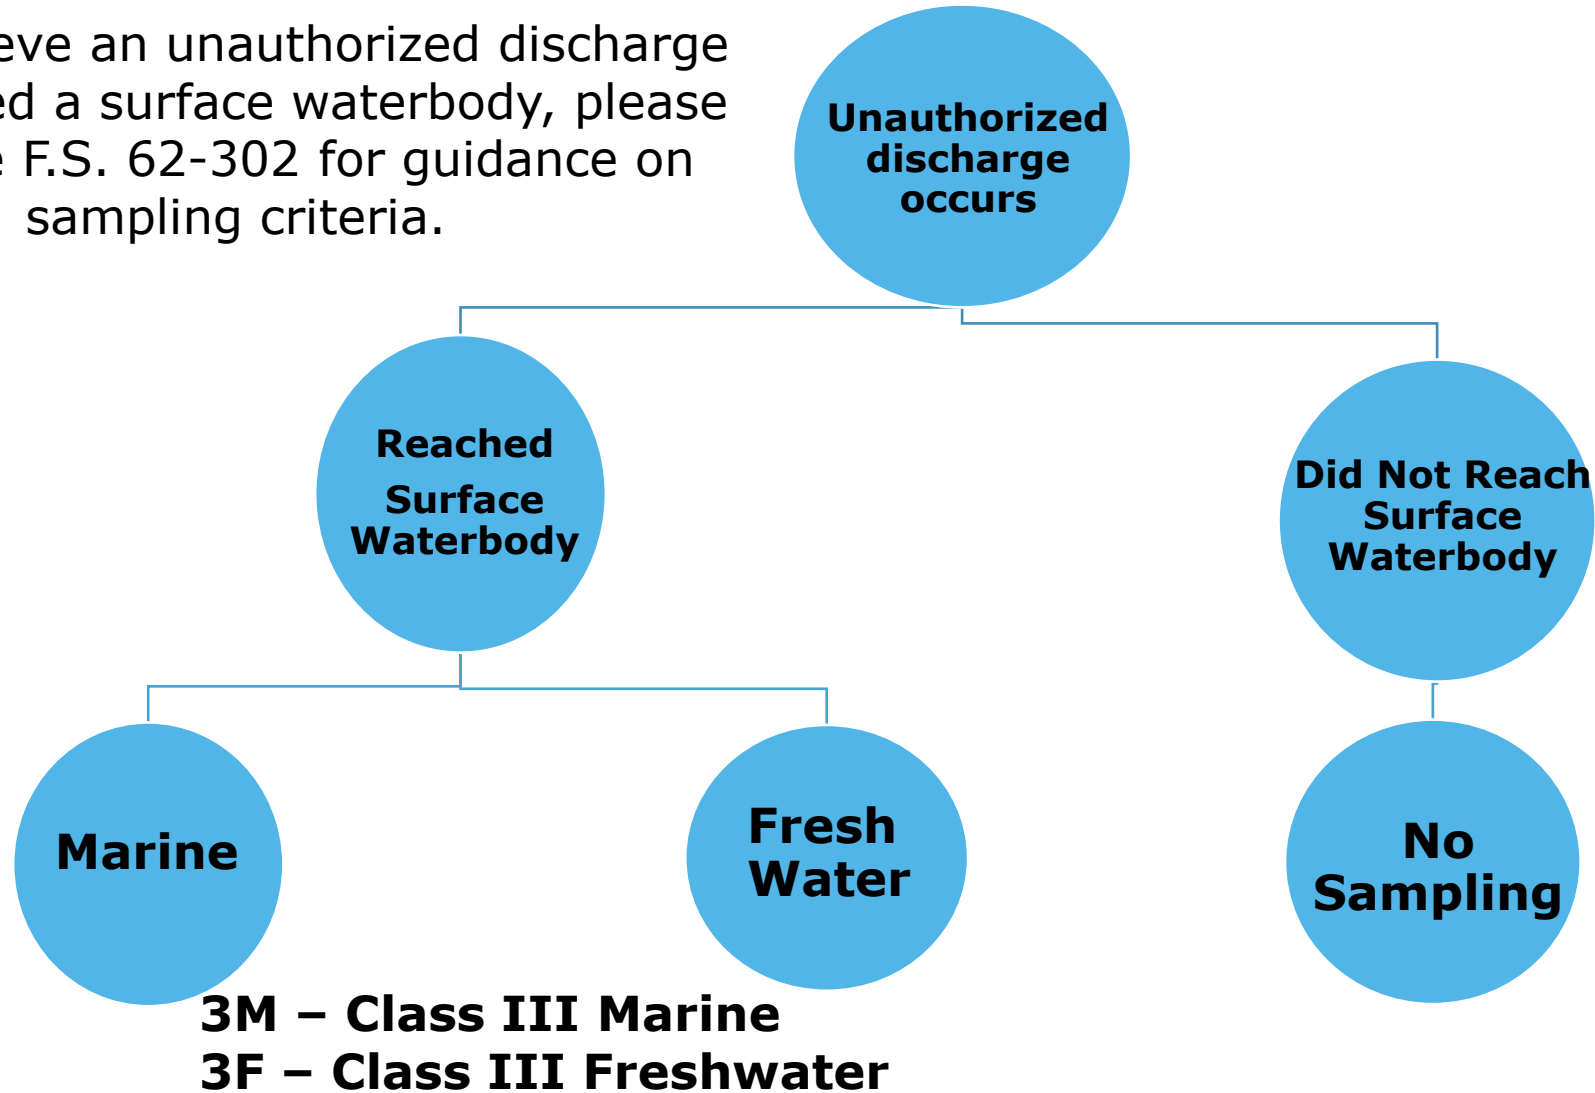 eve an unauthorized discharge
ed a surface waterbody, please
e F.S. 62-302 for guidance on
sampling criteria.
Unauthorized
discharge
occurs
Reached
Surface
Waterbody
Did Not Reach
Surface
Waterbody
Marine
Fresh
Water
No
Sampling
3M – Class III Marine
3F – Class III Freshwater